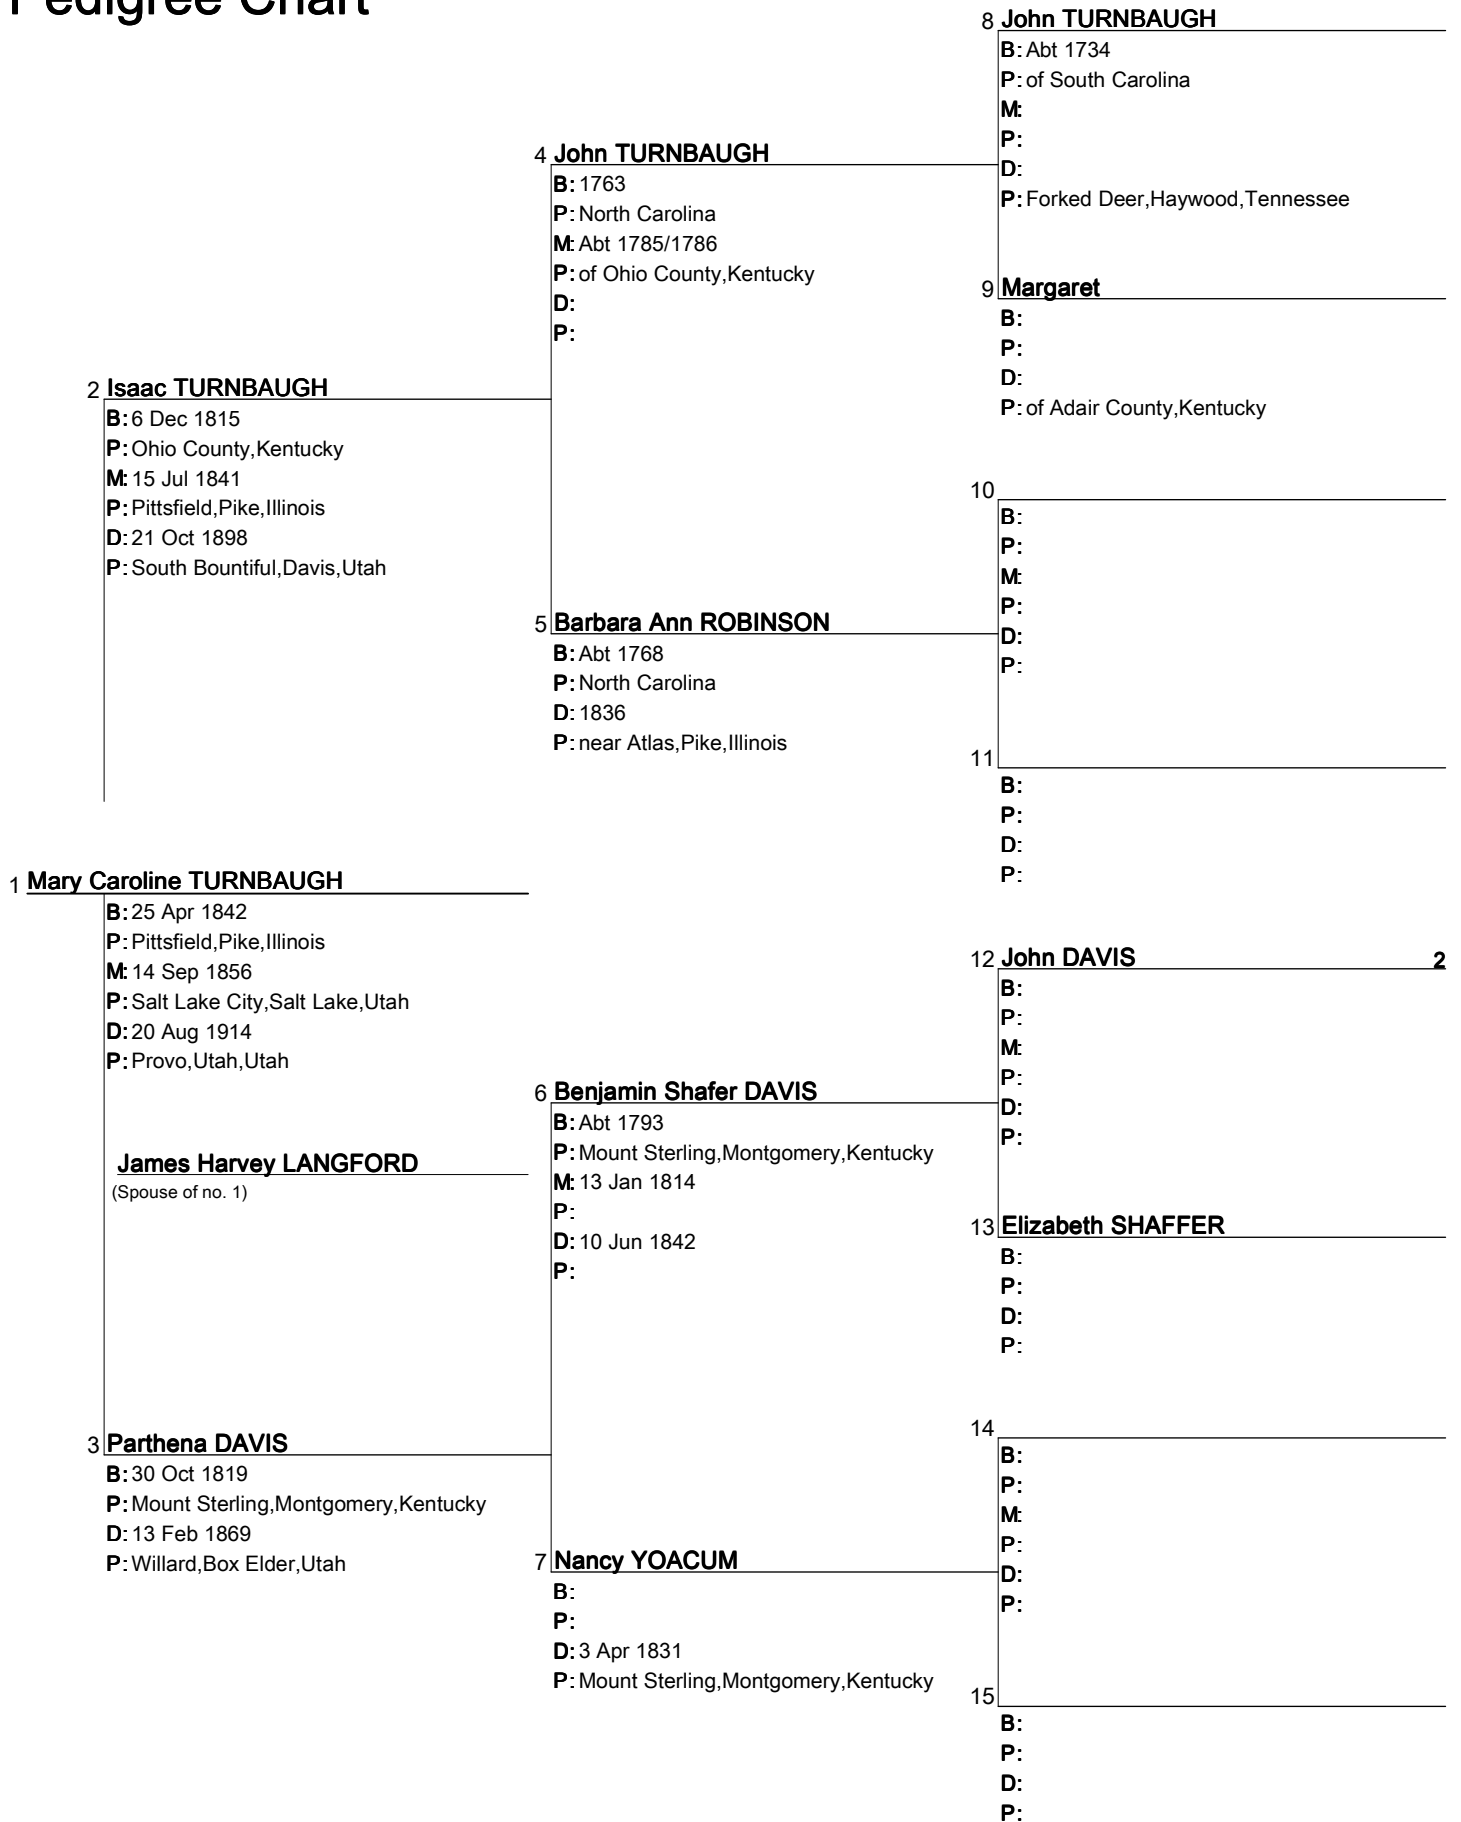 Pedigree Chart
8 John TURNBAUGH
B: Abt 1734
P: of South Carolina
M:
P:
D:
P: Forked Deer,Haywood,Tennessee
4 John TURNBAUGH
B: 1763
P: North Carolina
M: Abt 1785/1786
P: of Ohio County,Kentucky
D:
P:
9 Margaret
B:
P:
D:
P: of Adair County,Kentucky
2 Isaac TURNBAUGH
B: 6 Dec 1815
P: Ohio County,Kentucky
M: 15 Jul 1841
P: Pittsfield,Pike,Illinois
D: 21 Oct 1898
P: South Bountiful,Davis,Utah
10
B:
P:
M:
P:
D:
P:
5 Barbara Ann ROBINSON
B: Abt 1768
P: North Carolina
D: 1836
P: near Atlas,Pike,Illinois
11
B:
P:
D:
P:
1 Mary Caroline TURNBAUGH
B: 25 Apr 1842
P: Pittsfield,Pike,Illinois
M: 14 Sep 1856
P: Salt Lake City,Salt Lake,Utah
D: 20 Aug 1914
P: Provo,Utah,Utah
James Harvey LANGFORD
(Spouse of no. 1)
12 John DAVIS 2
B:
P:
M:
P:
D:
P:
6 Benjamin Shafer DAVIS
B: Abt 1793
P: Mount Sterling,Montgomery,Kentucky
M: 13 Jan 1814
P:
D: 10 Jun 1842
P:
13 Elizabeth SHAFFER
B:
P:
D:
P:
3 Parthena DAVIS
B: 30 Oct 1819
P: Mount Sterling,Montgomery,Kentucky
D: 13 Feb 1869
P: Willard,Box Elder,Utah
14
B:
P:
M:
P:
D:
P:
7 Nancy YOACUM
B:
P:
D: 3 Apr 1831
P: Mount Sterling,Montgomery,Kentucky
15
B:
P:
D:
P: